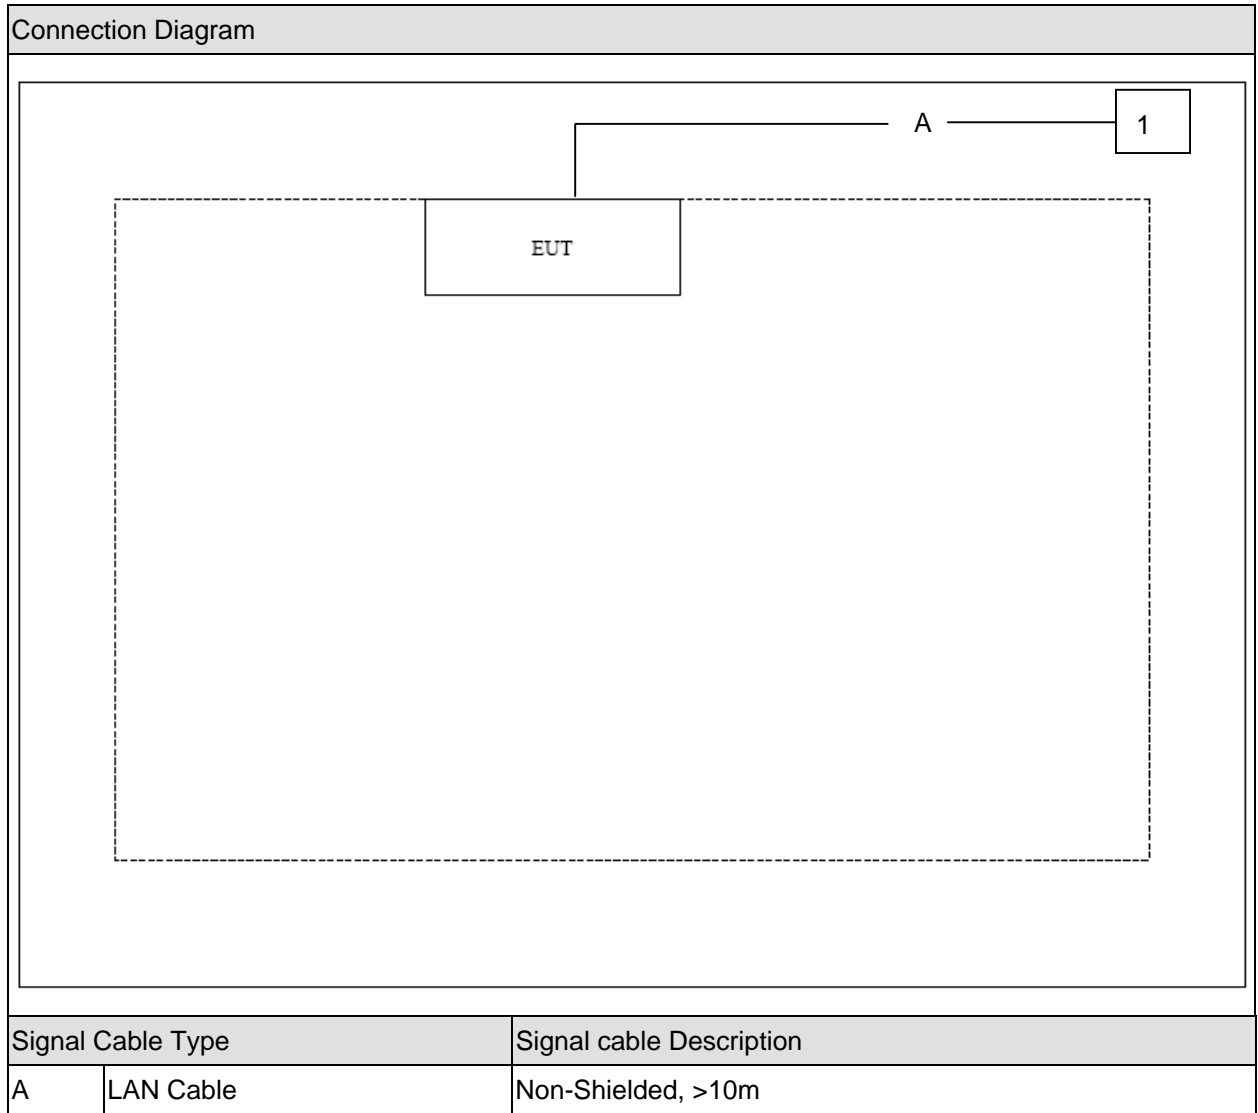 Connection Diagram
A
1
EUT
Signal Cable Type Signal cable Description
A LAN Cable Non-Shielded, >10m